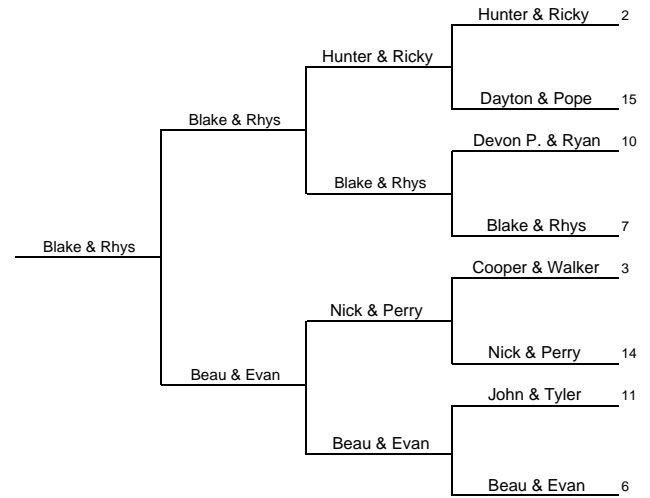 Hunter & Ricky 2
Hunter & Ricky
Dayton & Pope 15
Blake & Rhys
Devon P. & Ryan 10
Blake & Rhys
Blake & Rhys 7
Blake & Rhys
Cooper & Walker 3
Nick & Perry
Nick & Perry 14
Beau & Evan
John & Tyler 11
Beau & Evan
Beau & Evan 6